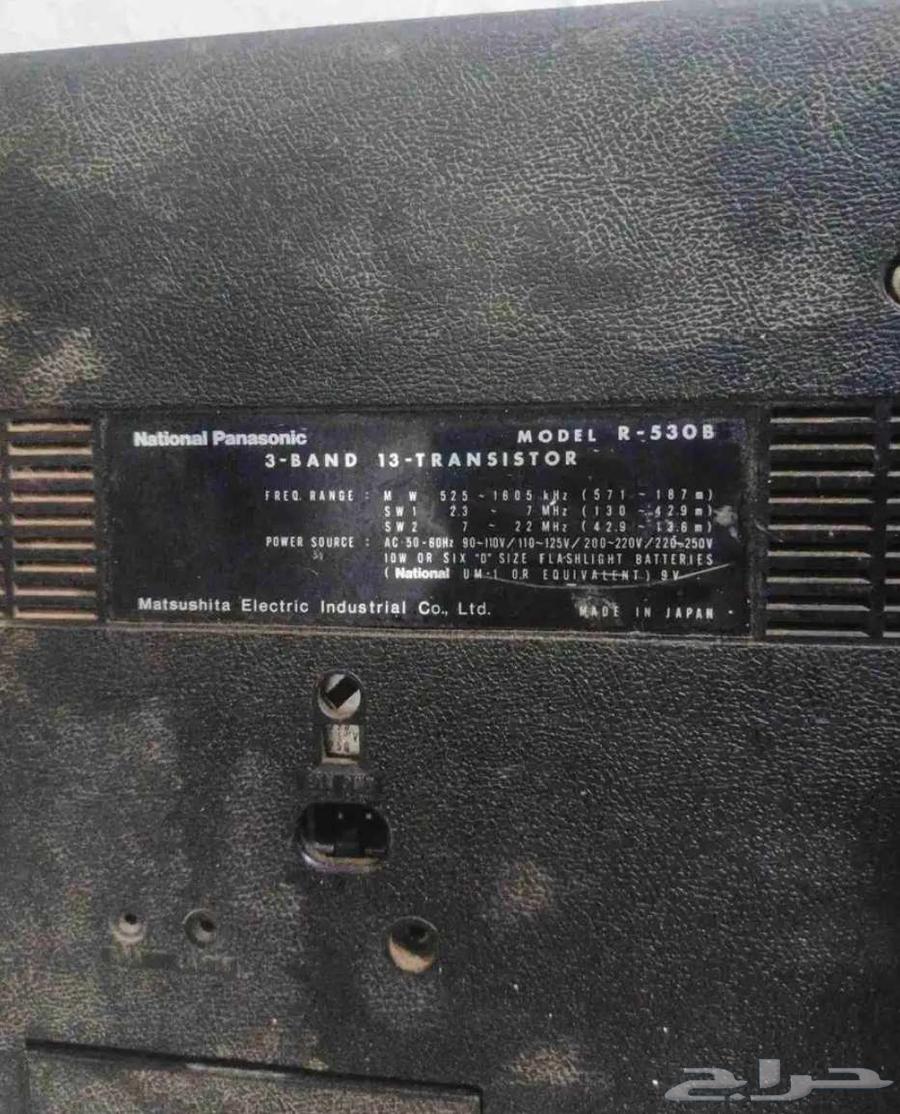 National Panasonic MODEL R-530B
3-BAND 13-TRANSISTOR
FREQ. RANGE : M W 525 ~ 1605 kHz (571 ~ 187m)
SW1 2.3 ~ 7 MHz (130 ~ 42.9m)
SW2 7 ~ 22 MHz (42.9 ~ 13.6m)
POWER SOURCE : AC 50-60Hz 90~110V/110~125V/200~220V/220~250V
10W OR SIX "D" SIZE FLASHLIGHT BATTERIES
(National UM-1 OR EQUIVALENT) 9V
Matsushita Electric Industrial Co., Ltd. MADE IN JAPAN
حراج